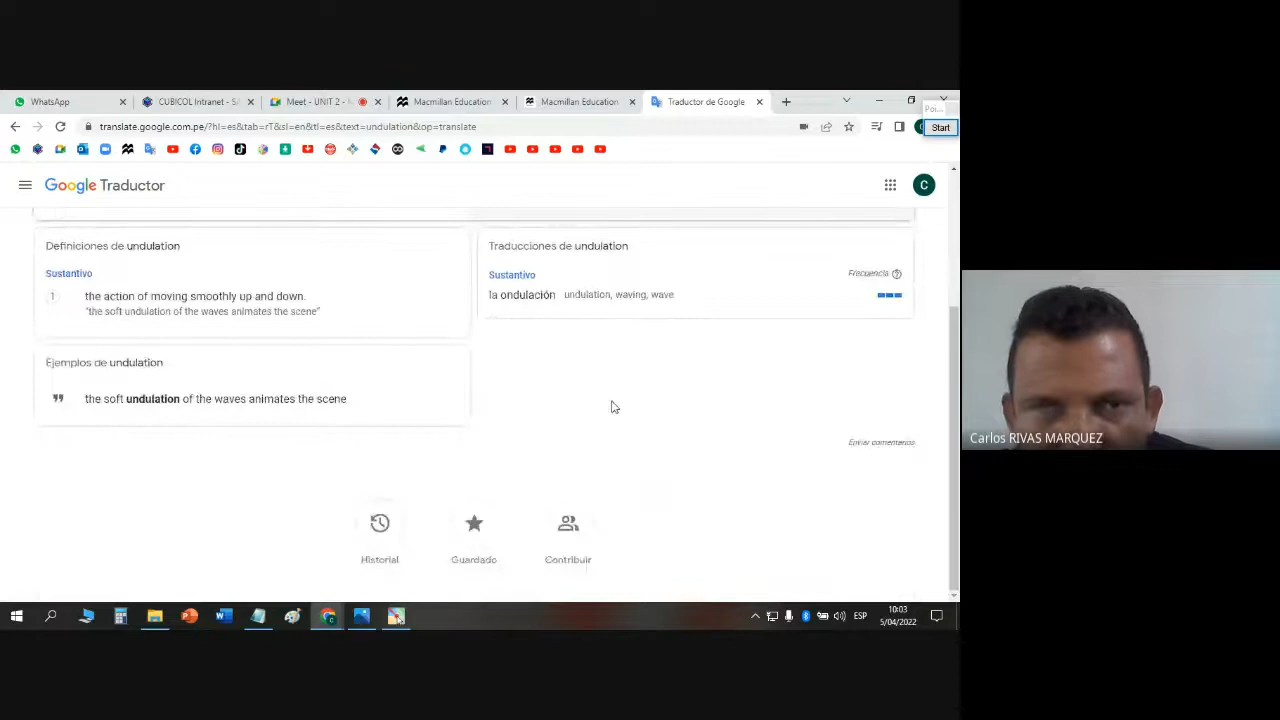 WhatsApp
CUBICOL Intranet - S
Meet - UNIT 2 -
Macmillan Education
Macmillan Education
Traductor de Google
Poi...
translate.google.com.pe/?hl=es&tab=rT&sl=en&tl=es&text=undulation&op=translate
Start
Google Traductor
C
Definiciones de undulation
Sustantivo
1 the action of moving smoothly up and down.
"the soft undulation of the waves animates the scene"
Traducciones de undulation
Sustantivo
Frecuencia
la ondulación undulation, waving, wave
Ejemplos de undulation
the soft undulation of the waves animates the scene
Enviar comentarios
Historial
Guardado
Contribuir
Carlos RIVAS MARQUEZ
ESP
10:03
5/04/2022